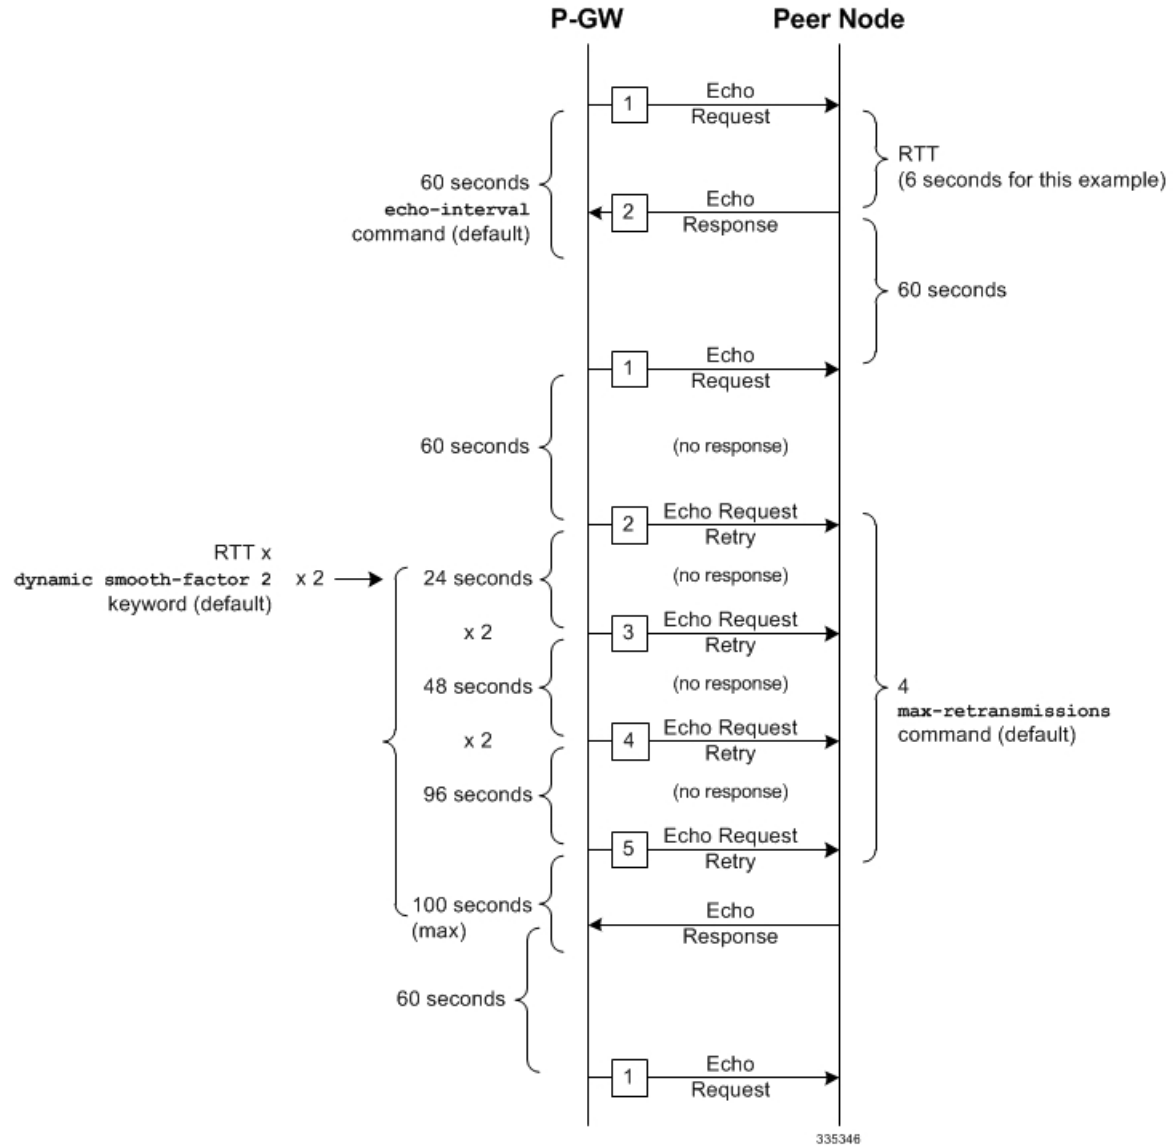 P-GW
Peer Node
1
Echo
Request
RTT
(6 seconds for this example)
60 seconds
echo-interval
command (default)
2
Echo
Response
60 seconds
1
Echo
Request
60 seconds
(no response)
2
Echo Request
Retry
RTT x
dynamic smooth-factor 2
keyword (default)
x 2
24 seconds
(no response)
x 2
3
Echo Request
Retry
48 seconds
(no response)
4
max-retransmissions
command (default)
x 2
4
Echo Request
Retry
96 seconds
(no response)
5
Echo Request
Retry
100 seconds
(max)
Echo
Response
60 seconds
1
Echo
Request
335346